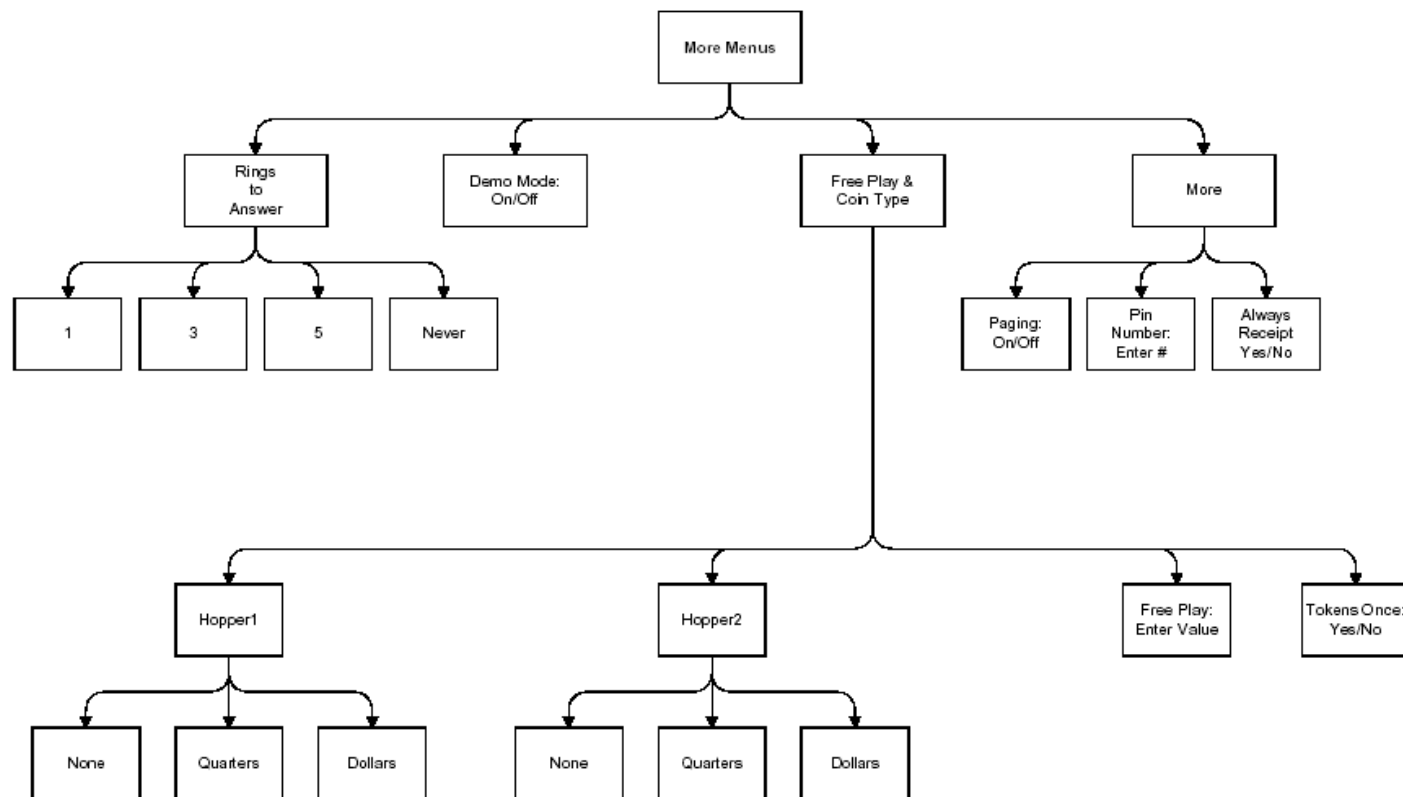 More Menus
Rings
to
Answer
Demo Mode:
On/Off
Free Play &
Coin Type
More
1
3
5
Never
Paging:
On/Off
Pin
Number:
Enter #
Always
Receipt
Yes/No
Hopper1
Hopper2
Free Play:
Enter Value
Tokens Once:
Yes/No
None
Quarters
Dollars
None
Quarters
Dollars